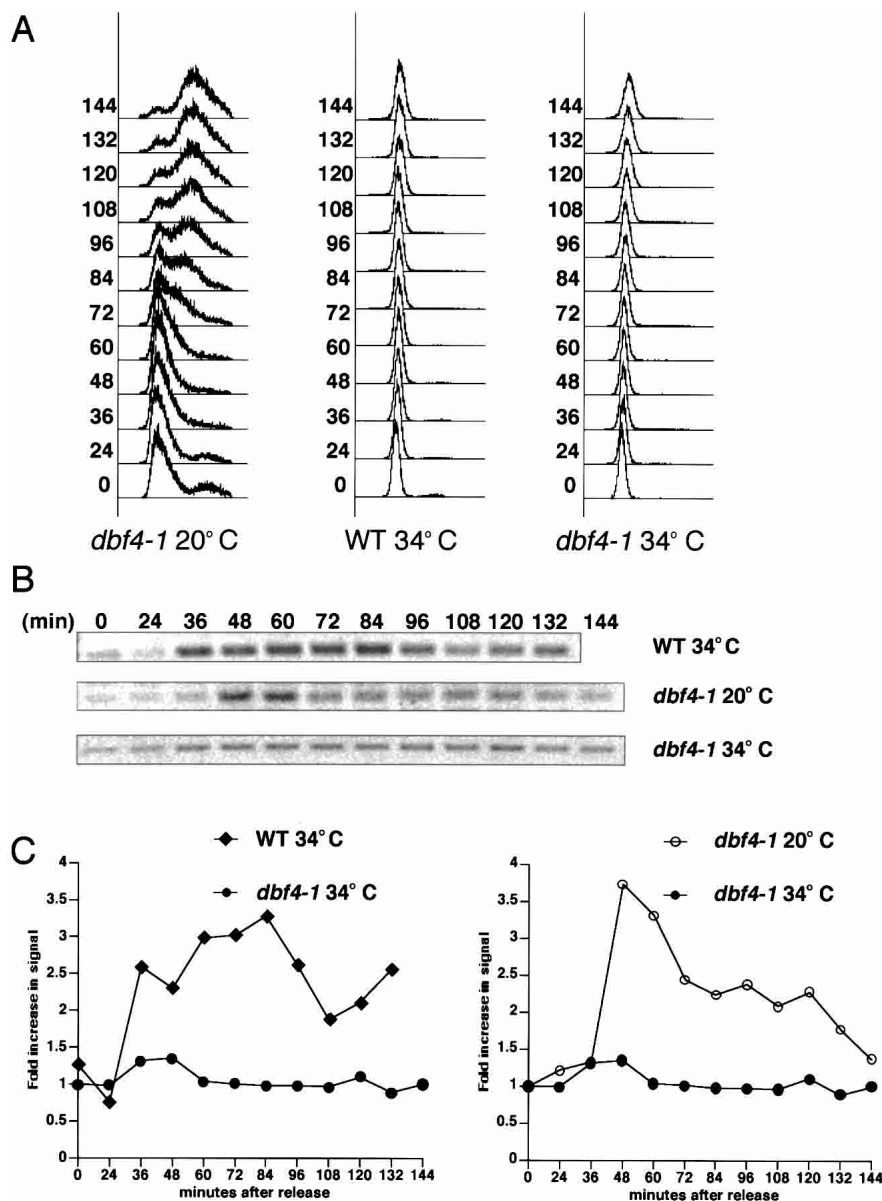 A
144
132
120
108
96
84
72
60
48
36
24
0
dbf4-1 20° C
144
132
120
108
96
84
72
60
48
36
24
0
WT 34° C
144
132
120
108
96
84
72
60
48
36
24
0
dbf4-1 34° C
B
(min) 0 24 36 48 60 72 84 96 108 120 132 144
WT 34° C
dbf4-1 20° C
dbf4-1 34° C
C
WT 34° C
dbf4-1 34° C
Fold increase in signal
4
3.5
3
2.5
2
1.5
1
0.5
0
0 24 36 48 60 72 84 96 108 120 132 144
minutes after release
dbf4-1 20° C
dbf4-1 34° C
Fold increase in signal
4
3.5
3
2.5
2
1.5
1
0.5
0
0 24 36 48 60 72 84 96 108 120 132 144
minutes after release